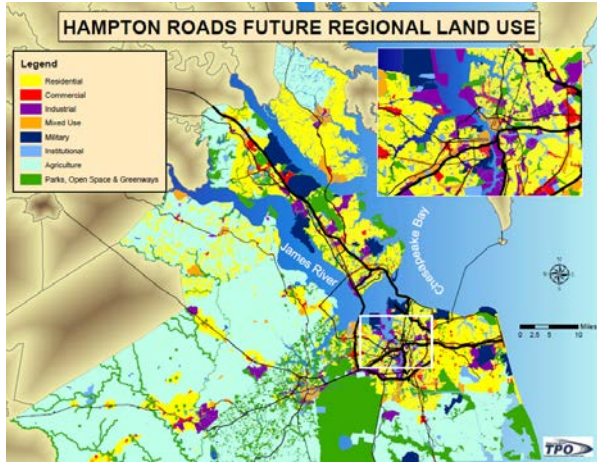 HAMPTON ROADS FUTURE REGIONAL LAND USE
Legend
Residential
Commercial
Industrial
Mixed Use
Military
Institutional
Agriculture
Parks, Open Space & Greenways
James River
Chesapeake Bay
0 2.5 5 10
Miles
TPO